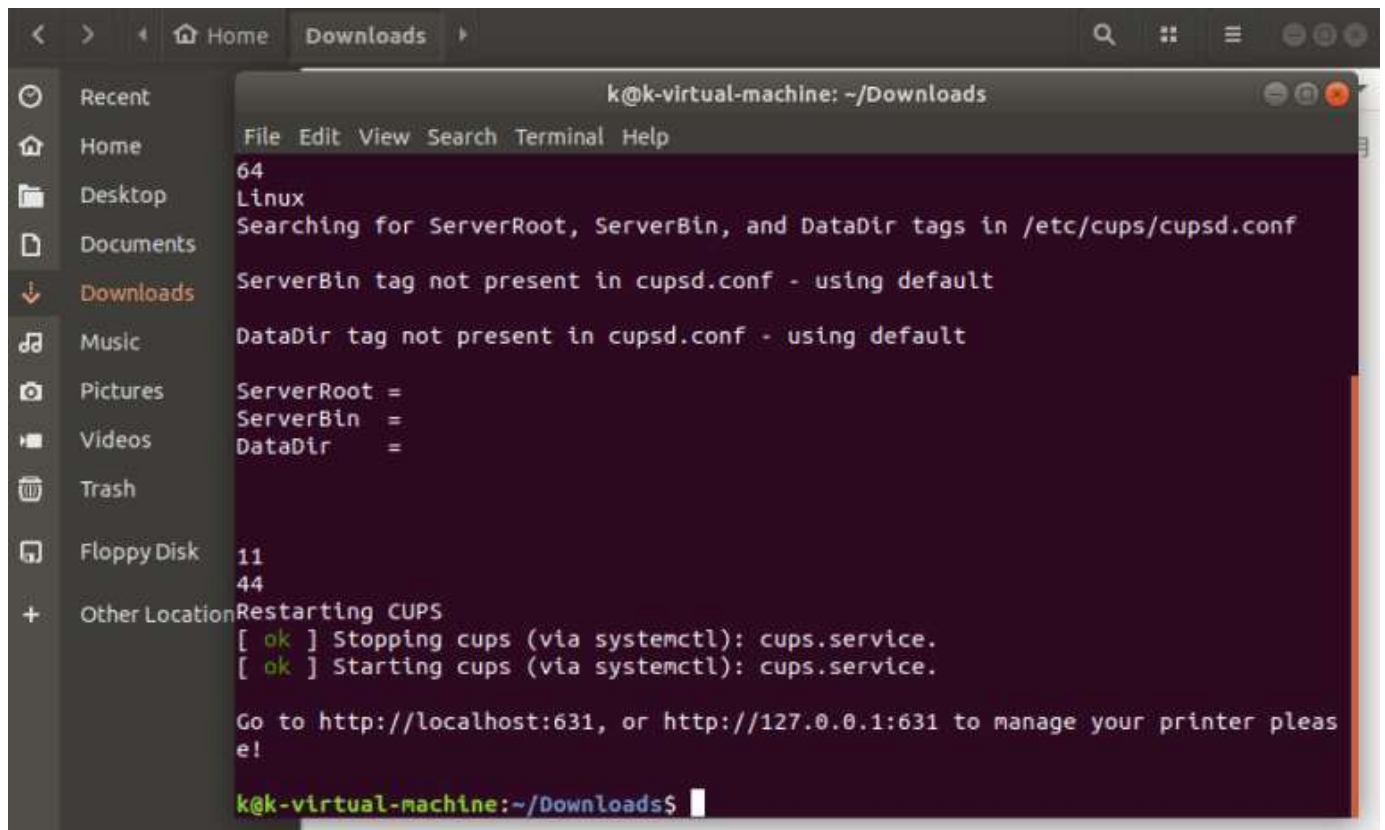 Home Downloads
Recent
Home
Desktop
Documents
Downloads
Music
Pictures
Videos
Trash
Floppy Disk
Other Location
k@k-virtual-machine: ~/Downloads
File Edit View Search Terminal Help
64
Linux
Searching for ServerRoot, ServerBin, and DataDir tags in /etc/cups/cupsd.conf
ServerBin tag not present in cupsd.conf - using default
DataDir tag not present in cupsd.conf - using default
ServerRoot =
ServerBin =
DataDir =
11
44
Restarting CUPS
[ ok ] Stopping cups (via systemctl): cups.service.
[ ok ] Starting cups (via systemctl): cups.service.
Go to http://localhost:631, or http://127.0.0.1:631 to manage your printer pleas
e!
k@k-virtual-machine:~/Downloads$